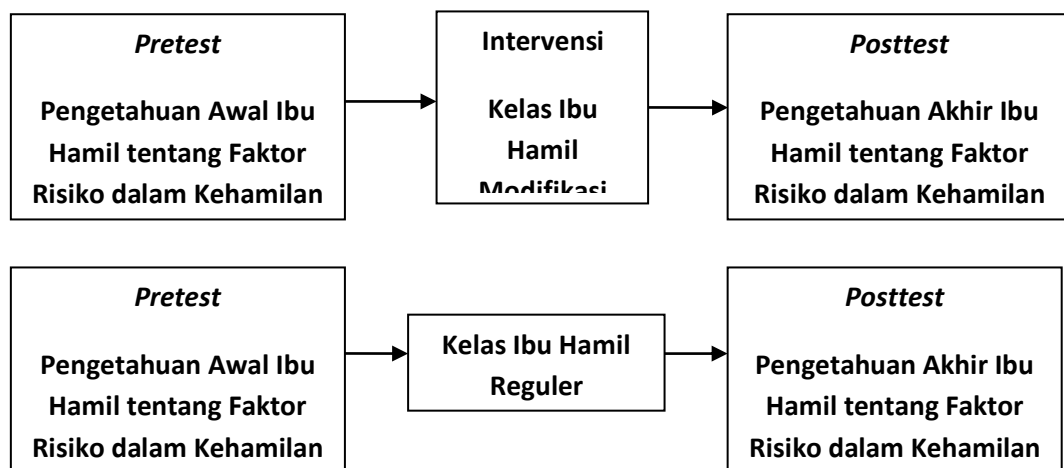 Pretest
Pengetahuan Awal Ibu
Hamil tentang Faktor
Risiko dalam Kehamilan
Intervensi
Kelas Ibu
Hamil
Modifikasi
Posttest
Pengetahuan Akhir Ibu
Hamil tentang Faktor
Risiko dalam Kehamilan
Pretest
Pengetahuan Awal Ibu
Hamil tentang Faktor
Risiko dalam Kehamilan
Kelas Ibu Hamil
Reguler
Posttest
Pengetahuan Akhir Ibu
Hamil tentang Faktor
Risiko dalam Kehamilan